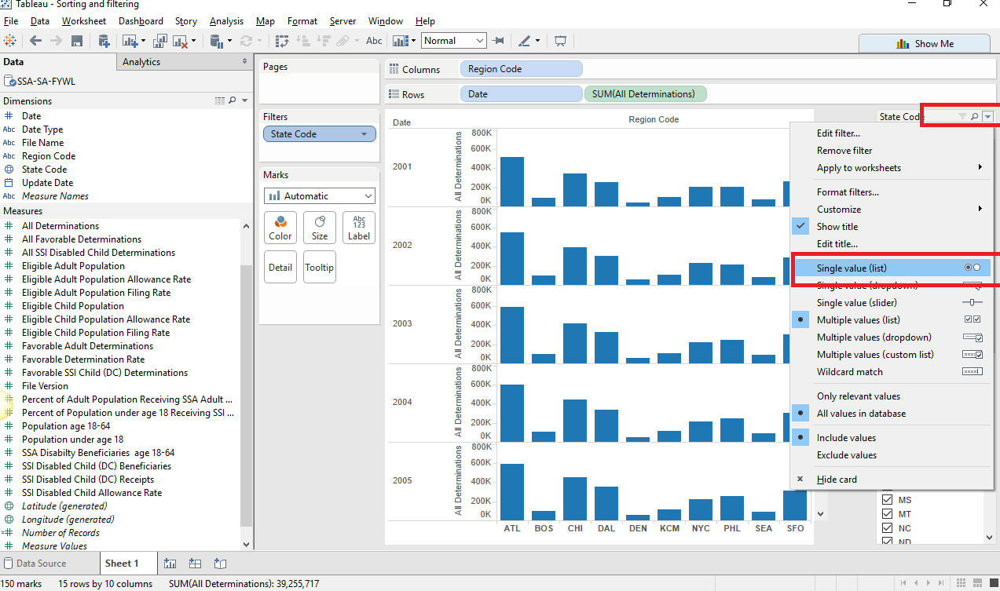 Tableau - Sorting and filtering
File Data Worksheet Dashboard Story Analysis Map Format Server Window Help
Abc Normal Show Me
Data Analytics
SSA-SA-FYWL
Dimensions
Date
Abc Date Type
Abc File Name
Abc Region Code
State Code
Update Date
Abc Measure Names
Measures
All Determinations
All Favorable Determinations
All SSI Disabled Child Determinations
Eligible Adult Population
Eligible Adult Population Allowance Rate
Eligible Adult Population Filing Rate
Eligible Child Population
Eligible Child Population Allowance Rate
Eligible Child Population Filing Rate
Favorable Adult Determinations
Favorable Determination Rate
Favorable SSI Child (DC) Determinations
File Version
Percent of Adult Population Receiving SSA Adult ...
Percent of Population under age 18 Receiving SSI ...
Population age 18-64
Population under age 18
SSA Disabilty Beneficiaries age 18-64
SSI Disabled Child (DC) Beneficiaries
SSI Disabled Child (DC) Receipts
SSI Disabled Child Allowance Rate
Latitude (generated)
Longitude (generated)
Number of Records
Measure Values
Pages
Filters
State Code
Marks
Automatic
Abc
123
Color Size Label
Detail Tooltip
Columns Region Code
Rows Date SUM(All Determinations)
Region Code
Date
2001
All Determinations
800K
600K
400K
200K
0K
2002
All Determinations
800K
600K
400K
200K
0K
2003
All Determinations
800K
600K
400K
200K
0K
2004
All Determinations
800K
600K
400K
200K
0K
2005
All Determinations
800K
600K
400K
200K
0K
ATL BOS CHI DAL DEN KCM NYC PHL SEA SFO
State Code
Edit filter...
Remove filter
Apply to worksheets
Format filters...
Customize
Show title
Edit title...
Single value (list)
Single value (dropdown)
Single value (slider)
Multiple values (list)
Multiple values (dropdown)
Multiple values (custom list)
Wildcard match
Only relevant values
All values in database
Include values
Exclude values
x Hide card
MS
MT
NC
ND
Data Source Sheet 1
150 marks 15 rows by 10 columns SUM(All Determinations): 39,255,717